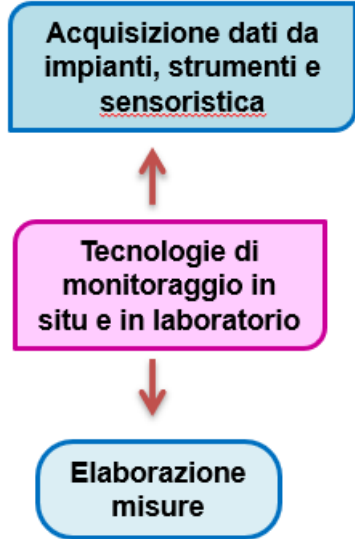 Acquisizione dati da
impianti, strumenti e
sensoristica
Tecnologie di
monitoraggio in
situ e in laboratorio
Elaborazione
misure